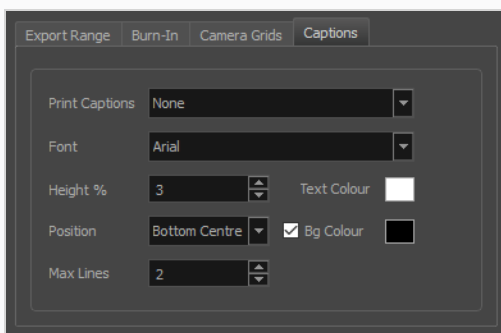 Export Range Burn-In Camera Grids Captions
Print Captions None
Font Arial
Height % 3 Text Colour
Position Bottom Centre Bg Colour
Max Lines 2